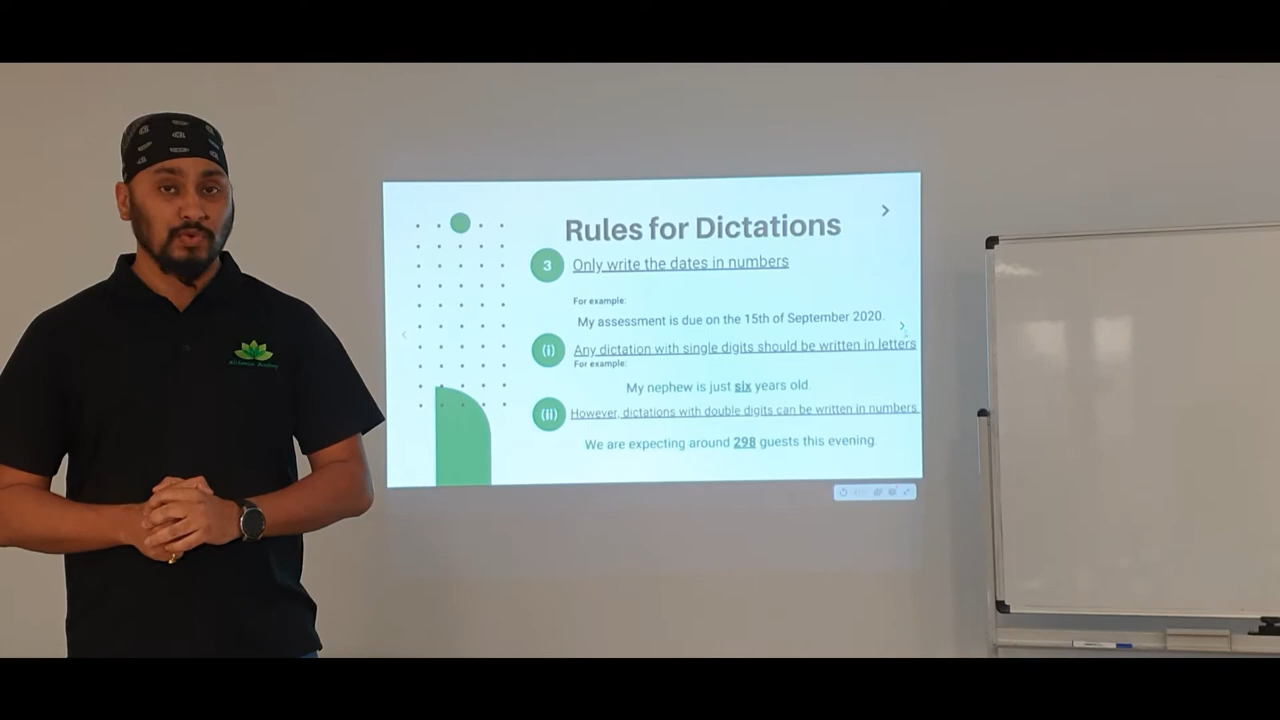 Rules for Dictations
3 Only write the dates in numbers
For example:
My assessment is due on the 15th of September 2020.
(i) Any dictation with single digits should be written in letters
For example:
My nephew is just six years old.
(ii) However, dictations with double digits can be written in numbers
We are expecting around 298 guests this evening.